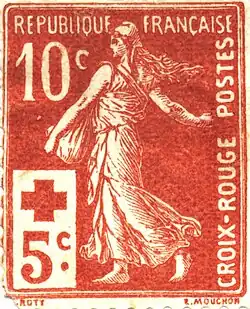 REPUBLIQUE FRANÇAISE
10c
POSTES
CROIX-ROUGE
5c.
ROTY
E. MOUCHON